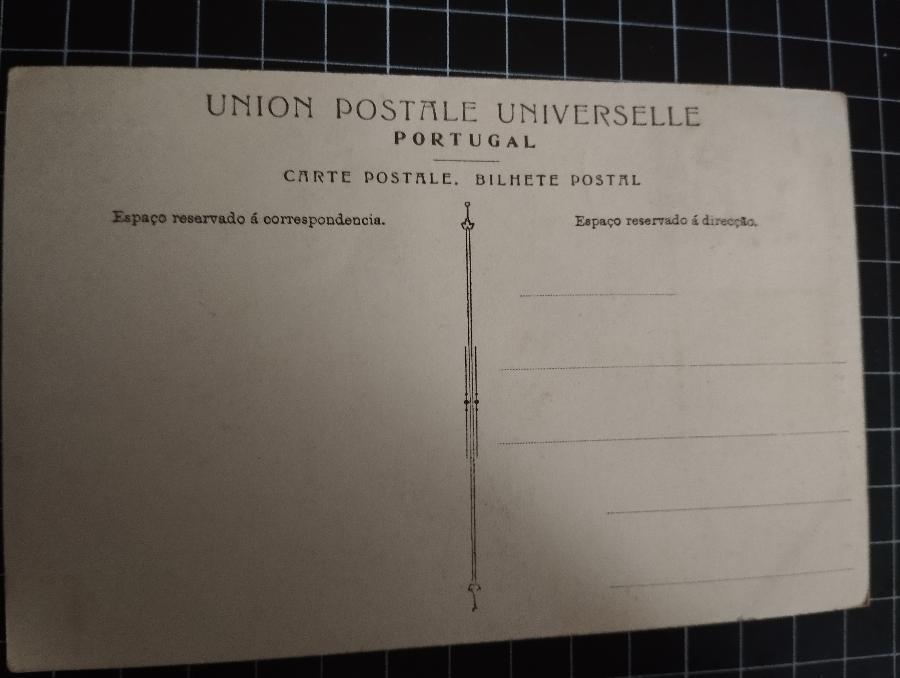 UNION POSTALE UNIVERSELLE
PORTUGAL
CARTE POSTALE. BILHETE POSTAL
Espaço reservado á correspondencia.
Espaço reservado á direcção.